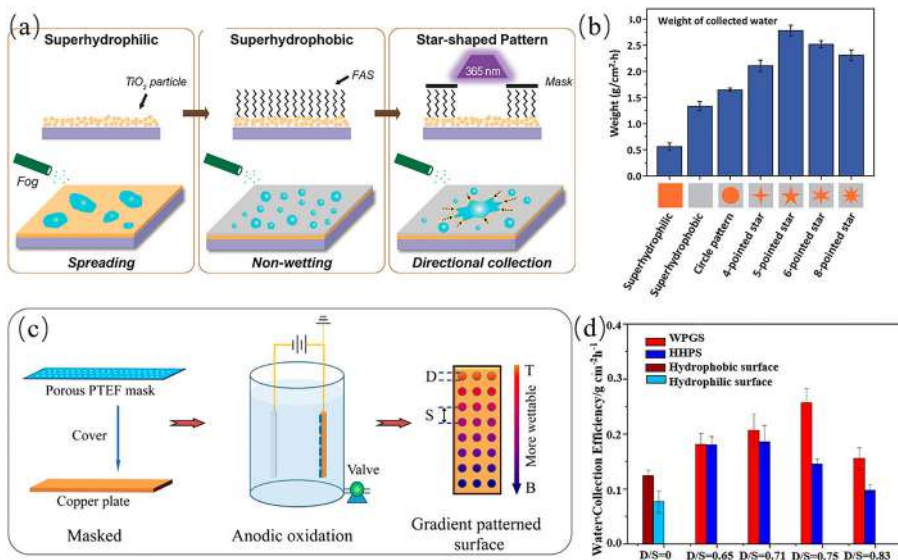 (a)
Superhydrophilic
Superhydrophobic
Star-shaped Pattern
TiO₂ particle
FAS
365 nm
Mask
Fog
Spreading
Non-wetting
Directional collection
(b)
Weight of collected water
Weight (g/cm²·h)
3.0
2.5
2.0
1.5
1.0
0.5
0.0
Superhydrophilic
Superhydrophobic
Circle pattern
4-pointed star
5-pointed star
6-pointed star
8-pointed star
(c)
Porous PTEF mask
Cover
Copper plate
Masked
Valve
Anodic oxidation
D
S
T
More wettable
B
Gradient patterned
surface
(d)
Water Collection Efficiency/g cm⁻²h⁻¹
0.4
0.3
0.2
0.1
0.0
WPGS
HHPS
Hydrophobic surface
Hydrophilic surface
D/S=0
D/S=0.65
D/S=0.71
D/S=0.75
D/S=0.83